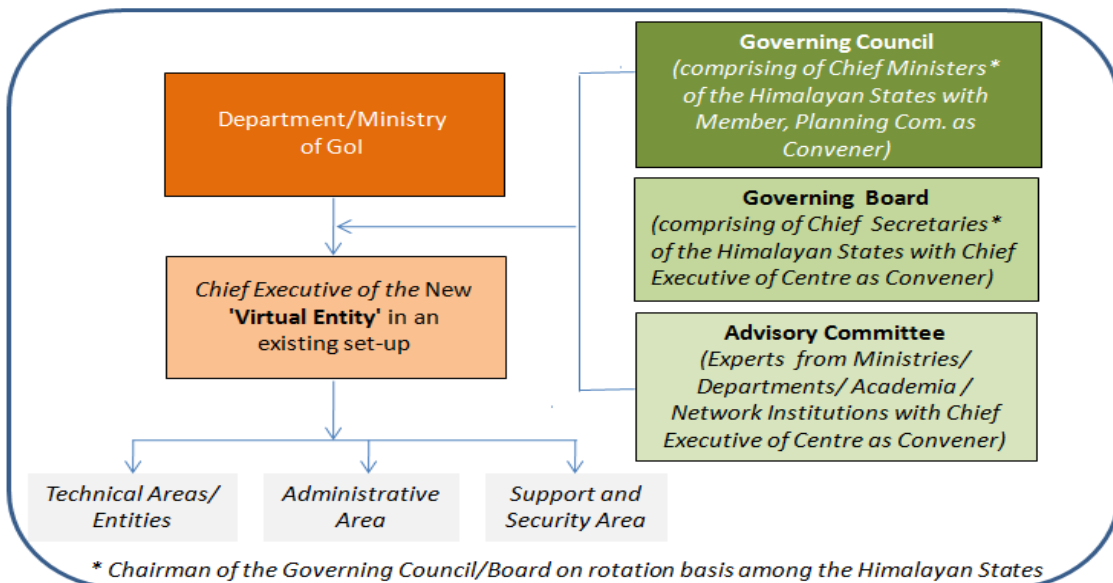 Department/Ministry
of GoI
Governing Council
(comprising of Chief Ministers*
of the Himalayan States with
Member, Planning Com. as
Convener)
Governing Board
(comprising of Chief Secretaries*
of the Himalayan States with Chief
Executive of Centre as Convener)
Chief Executive of the New
'Virtual Entity' in an
existing set-up
Advisory Committee
(Experts from Ministries/
Departments/ Academia /
Network Institutions with Chief
Executive of Centre as Convener)
Technical Areas/
Entities
Administrative
Area
Support and
Security Area
* Chairman of the Governing Council/Board on rotation basis among the Himalayan States